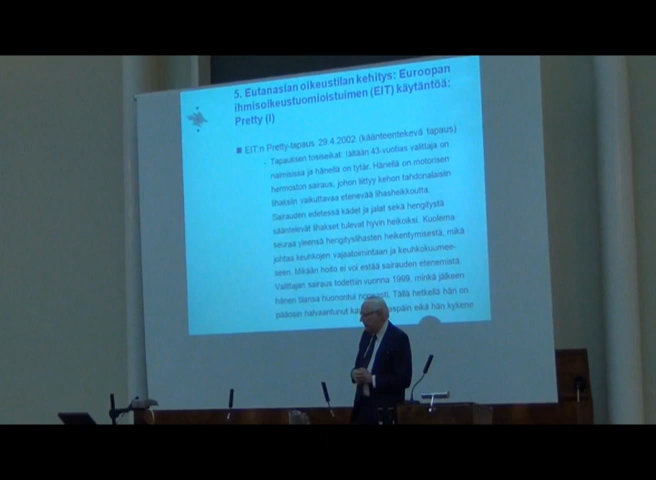 5. Eutanasian oikeustilan kehitys: Euroopan
ihmisoikeustuomioistuimen (EIT) käytäntöä:
Pretty (I)
EIT:n Pretty-tapaus 29.4.2002 (käänteentekevä tapaus)
- Tapauksen tosiseikat: Iältään 43-vuotias valittaja on
naimisissa ja hänellä on tytär. Hänellä on motorisen
hermoston sairaus, johon liittyy kehon tahdonalaisiin
lihaksiin vaikuttavaa etenevää lihasheikkoutta.
Sairauden edetessä kädet ja jalat sekä hengitystä
säätelevät lihakset tulevat hyvin heikoiksi. Kuolema
seuraa yleensä hengityslihasten heikentymisestä, mikä
johtaa keuhkojen vajaatoimintaan ja keuhkokuumee-
seen. Mikään hoito ei voi estää sairauden etenemistä.
Valittajan sairaus todettiin vuonna 1999, minkä jälkeen
hänen tilansa huonontui nopeasti. Tällä hetkellä hän on
pääosin halvaantunut eikä hän kykene